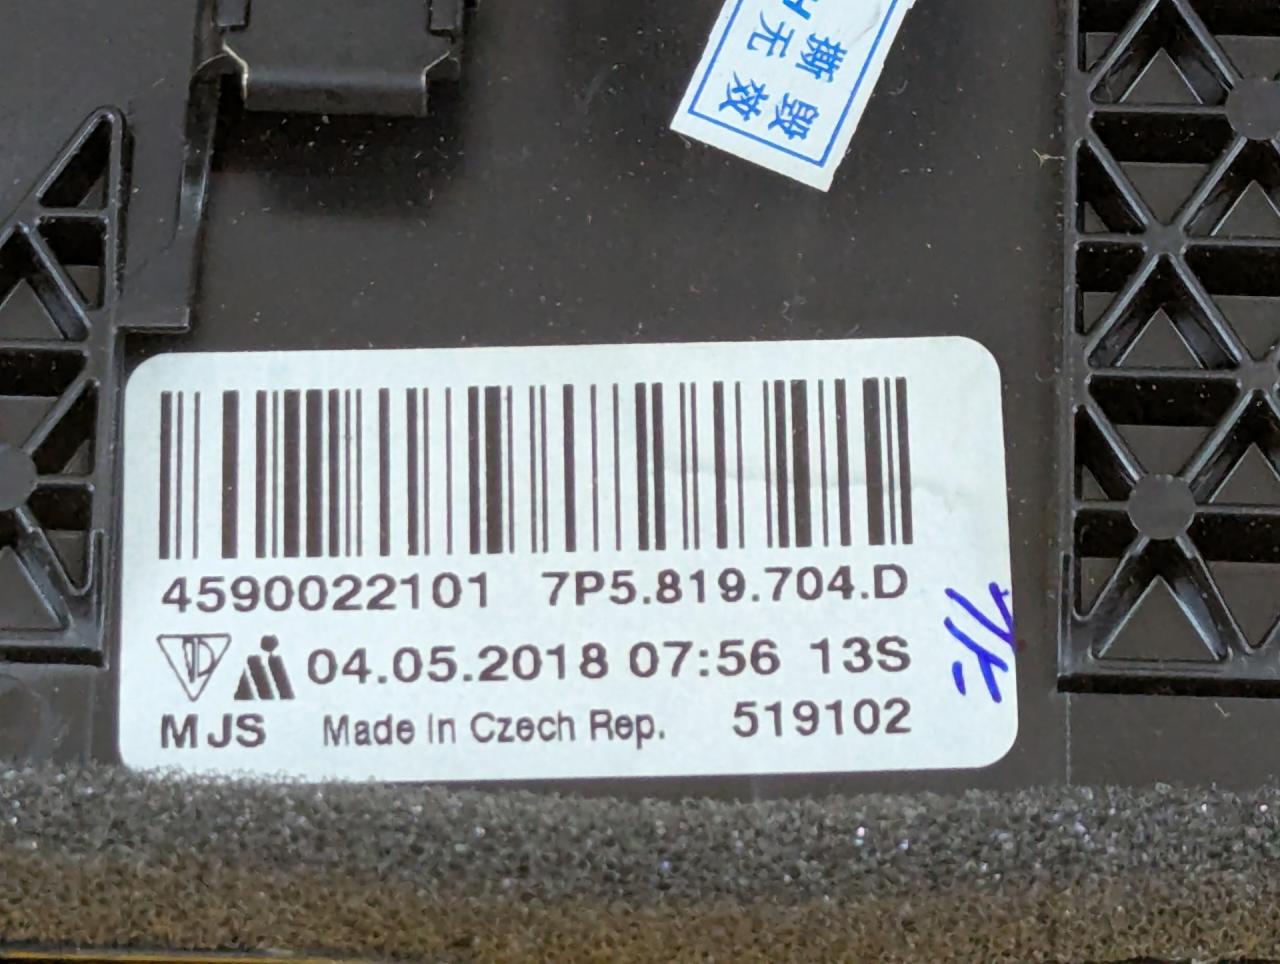 撕毁
无效
4590022101 7P5.819.704.D
04.05.2018 07:56 13S
MJS Made in Czech Rep. 519102